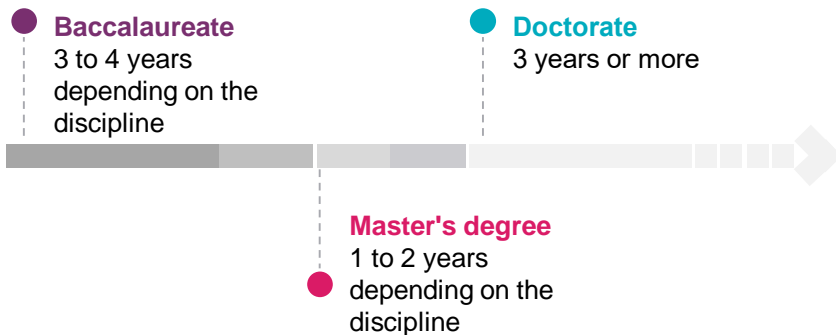 Baccalaureate
3 to 4 years
depending on the
discipline
Doctorate
3 years or more
Master's degree
1 to 2 years
depending on the
discipline